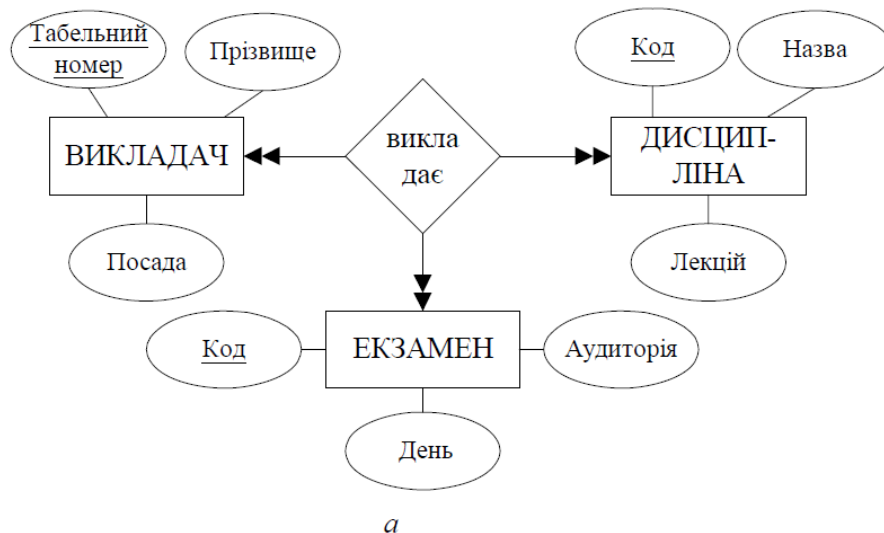 Табельний
номер
Прізвище
Код
Назва
ВИКЛАДАЧ
викла
дає
ДИСЦИП-
ЛІНА
Посада
Лекцій
Код
ЕКЗАМЕН
Аудиторія
День
а